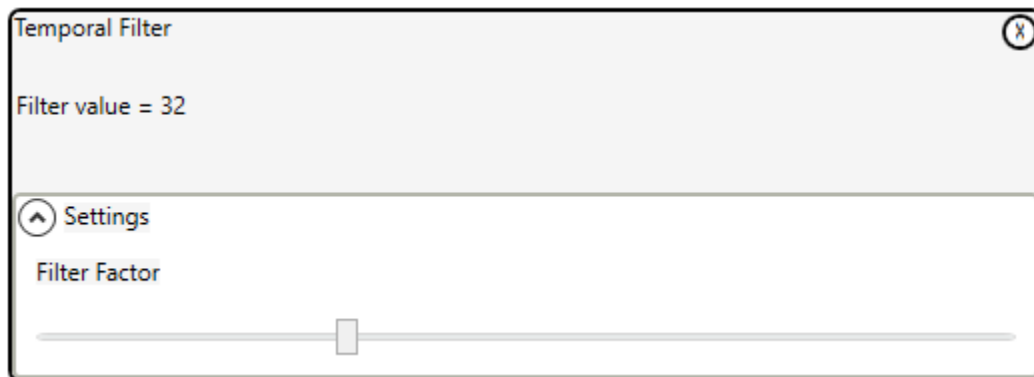 Temporal Filter
Filter value = 32
Settings
Filter Factor